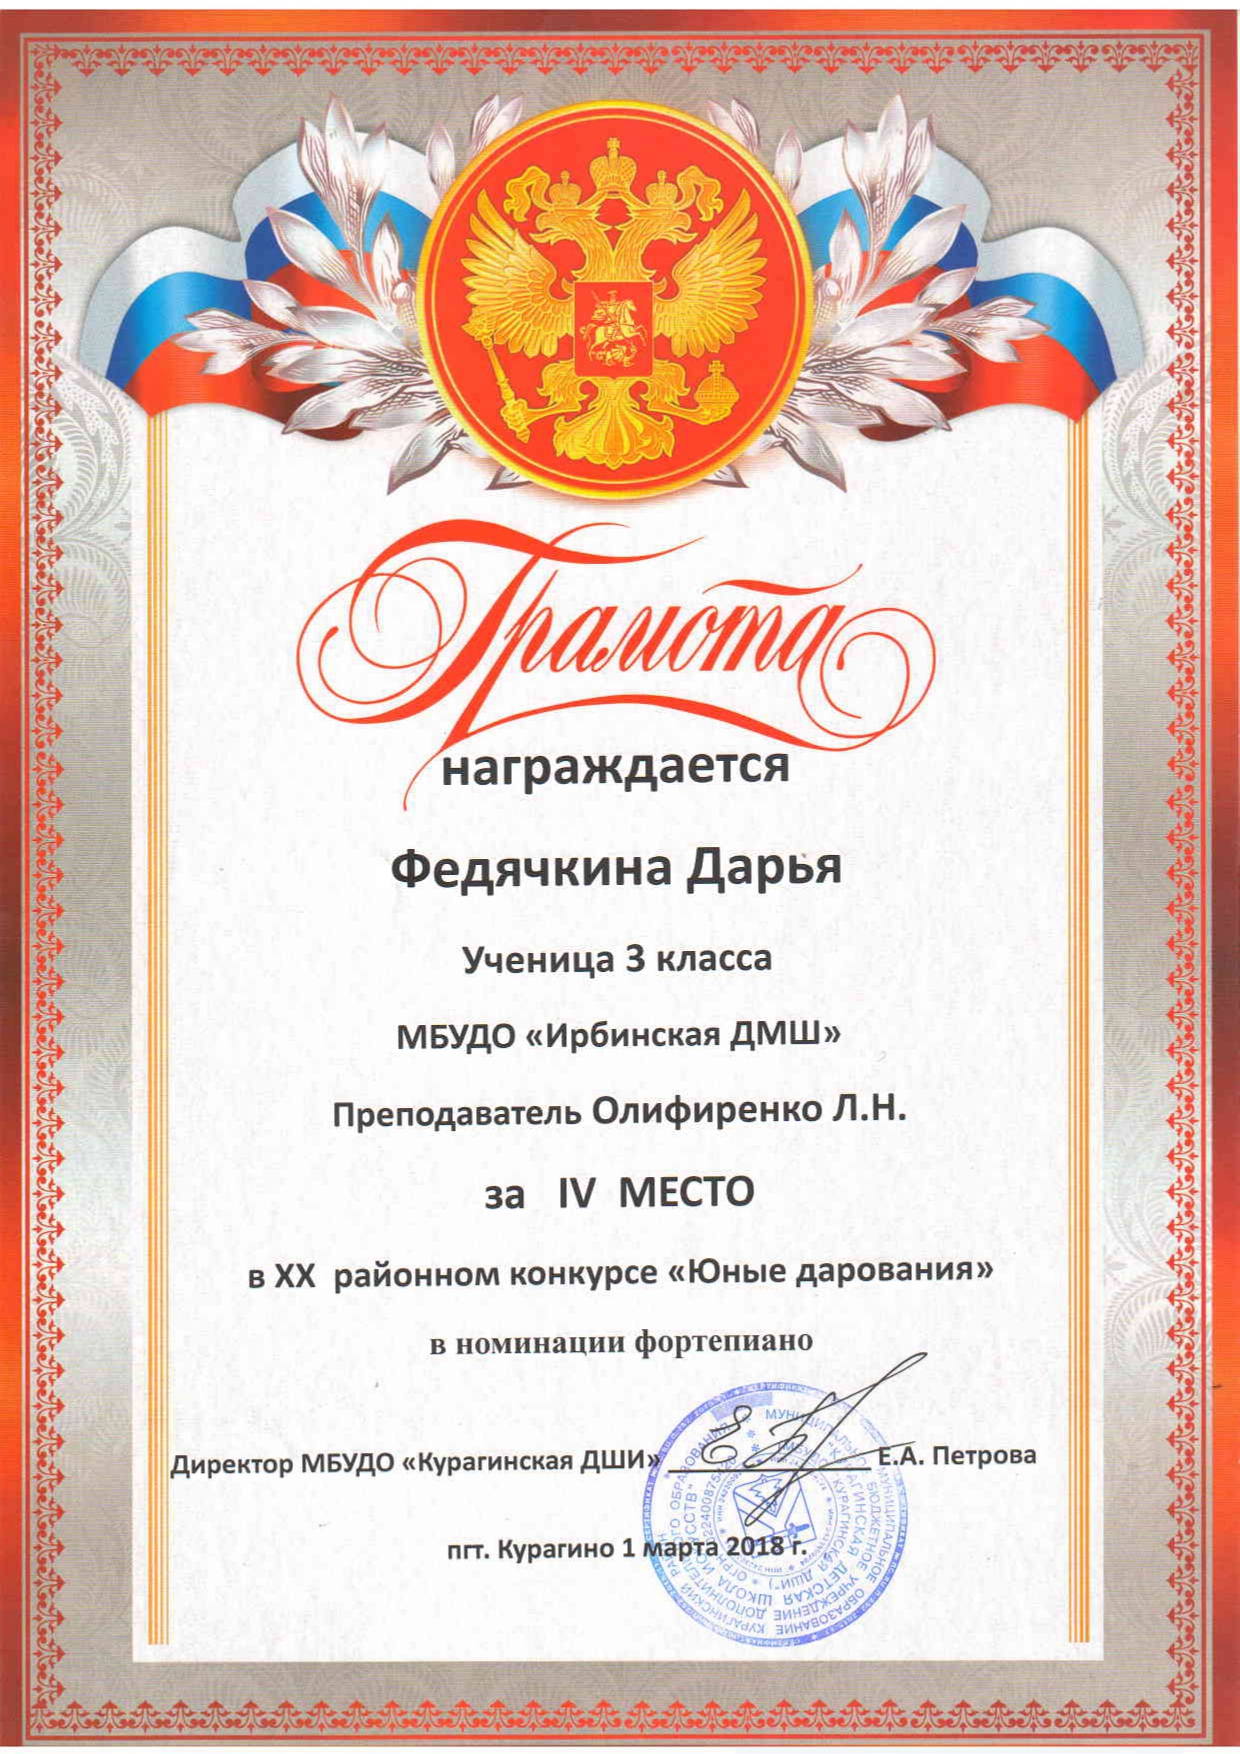 Грамота
награждается
Федячкина Дарья
Ученица 3 класса
МБУДО «Ирбинская ДМШ»
Преподаватель Олифиренко Л.Н.
за IV МЕСТО
в XX районном конкурсе «Юные дарования»
в номинации фортепиано
Директор МБУДО «Курагинская ДШИ» Е.А. Петрова
пгт. Курагино 1 марта 2018 г.